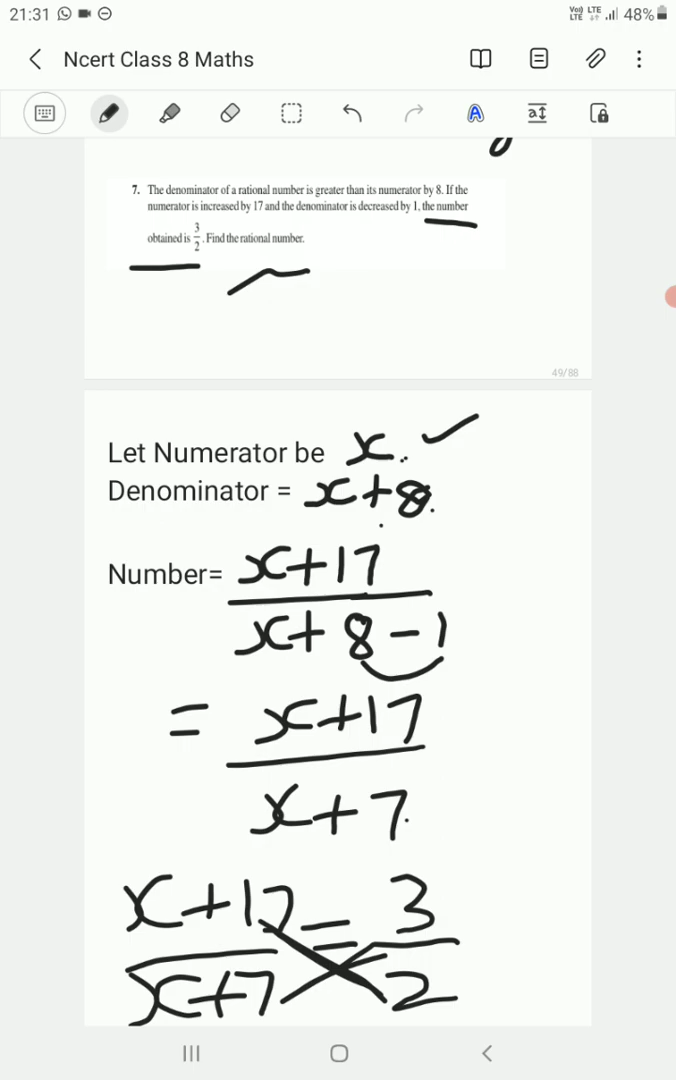 21:31 Vo)) LTE LTE 48%
Ncert Class 8 Maths
A a
7. The denominator of a rational number is greater than its numerator by 8. If the
numerator is increased by 17 and the denominator is decreased by 1, the number
obtained is 3/2. Find the rational number.
49/88
Let Numerator be x.
Denominator = x+8.
Number= x+17
x+8-1
= x+17
x+7
x+17 = 3
x+7 2